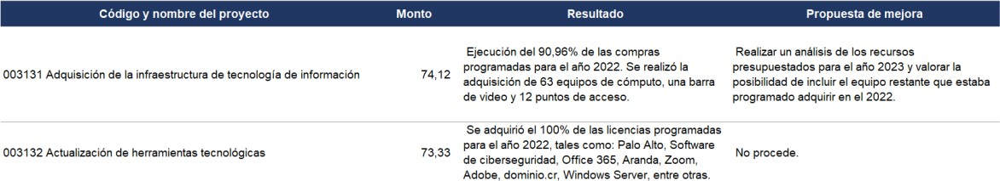 Código y nombre del proyecto Monto Resultado Propuesta de mejora
003131 Adquisición de la infraestructura de tecnología de información
74,12
Ejecución del 90,96% de las compras
programadas para el año 2022. Se realizó la
adquisición de 63 equipos de cómputo, una barra
de video y 12 puntos de acceso.
Realizar un análisis de los recursos
presupuestados para el año 2023 y valorar la
posibilidad de incluir el equipo restante que estaba
programado adquirir en el 2022.
003132 Actualización de herramientas tecnológicas
73,33
Se adquirió el 100% de las licencias programadas
para el año 2022, tales como: Palo Alto, Software
de ciberseguridad, Office 365, Aranda, Zoom,
Adobe, dominio.cr, Windows Server, entre otras.
No procede.